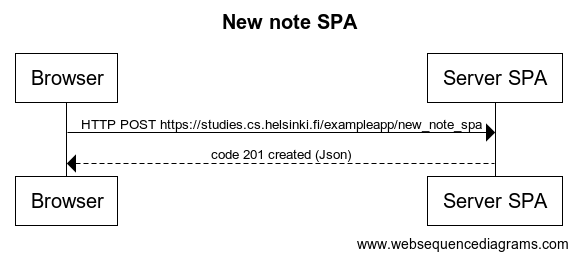 New note SPA
Browser
Server SPA
HTTP POST https://studies.cs.helsinki.fi/exampleapp/new_note_spa
code 201 created (Json)
Browser
Server SPA
www.websequencediagrams.com